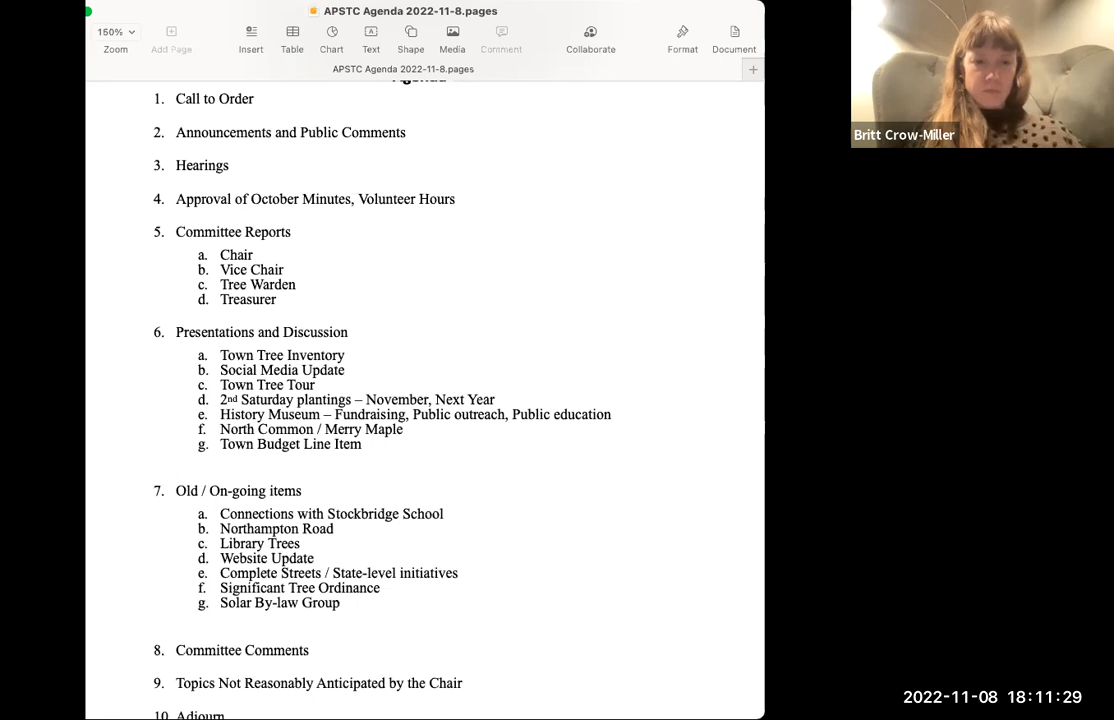 APSTC Agenda 2022-11-8.pages
150%
Zoom
Add Page
Insert
Table
Chart
Text
Shape
Media
Comment
Collaborate
Format
Document
APSTC Agenda 2022-11-8.pages
Agenda
1. Call to Order
2. Announcements and Public Comments
3. Hearings
4. Approval of October Minutes, Volunteer Hours
5. Committee Reports
a. Chair
b. Vice Chair
c. Tree Warden
d. Treasurer
6. Presentations and Discussion
a. Town Tree Inventory
b. Social Media Update
c. Town Tree Tour
d. 2nd Saturday plantings – November, Next Year
e. History Museum – Fundraising, Public outreach, Public education
f. North Common / Merry Maple
g. Town Budget Line Item
7. Old / On-going items
a. Connections with Stockbridge School
b. Northampton Road
c. Library Trees
d. Website Update
e. Complete Streets / State-level initiatives
f. Significant Tree Ordinance
g. Solar By-law Group
8. Committee Comments
9. Topics Not Reasonably Anticipated by the Chair
10. Adjourn
Britt Crow-Miller
2022-11-08 18:11:29